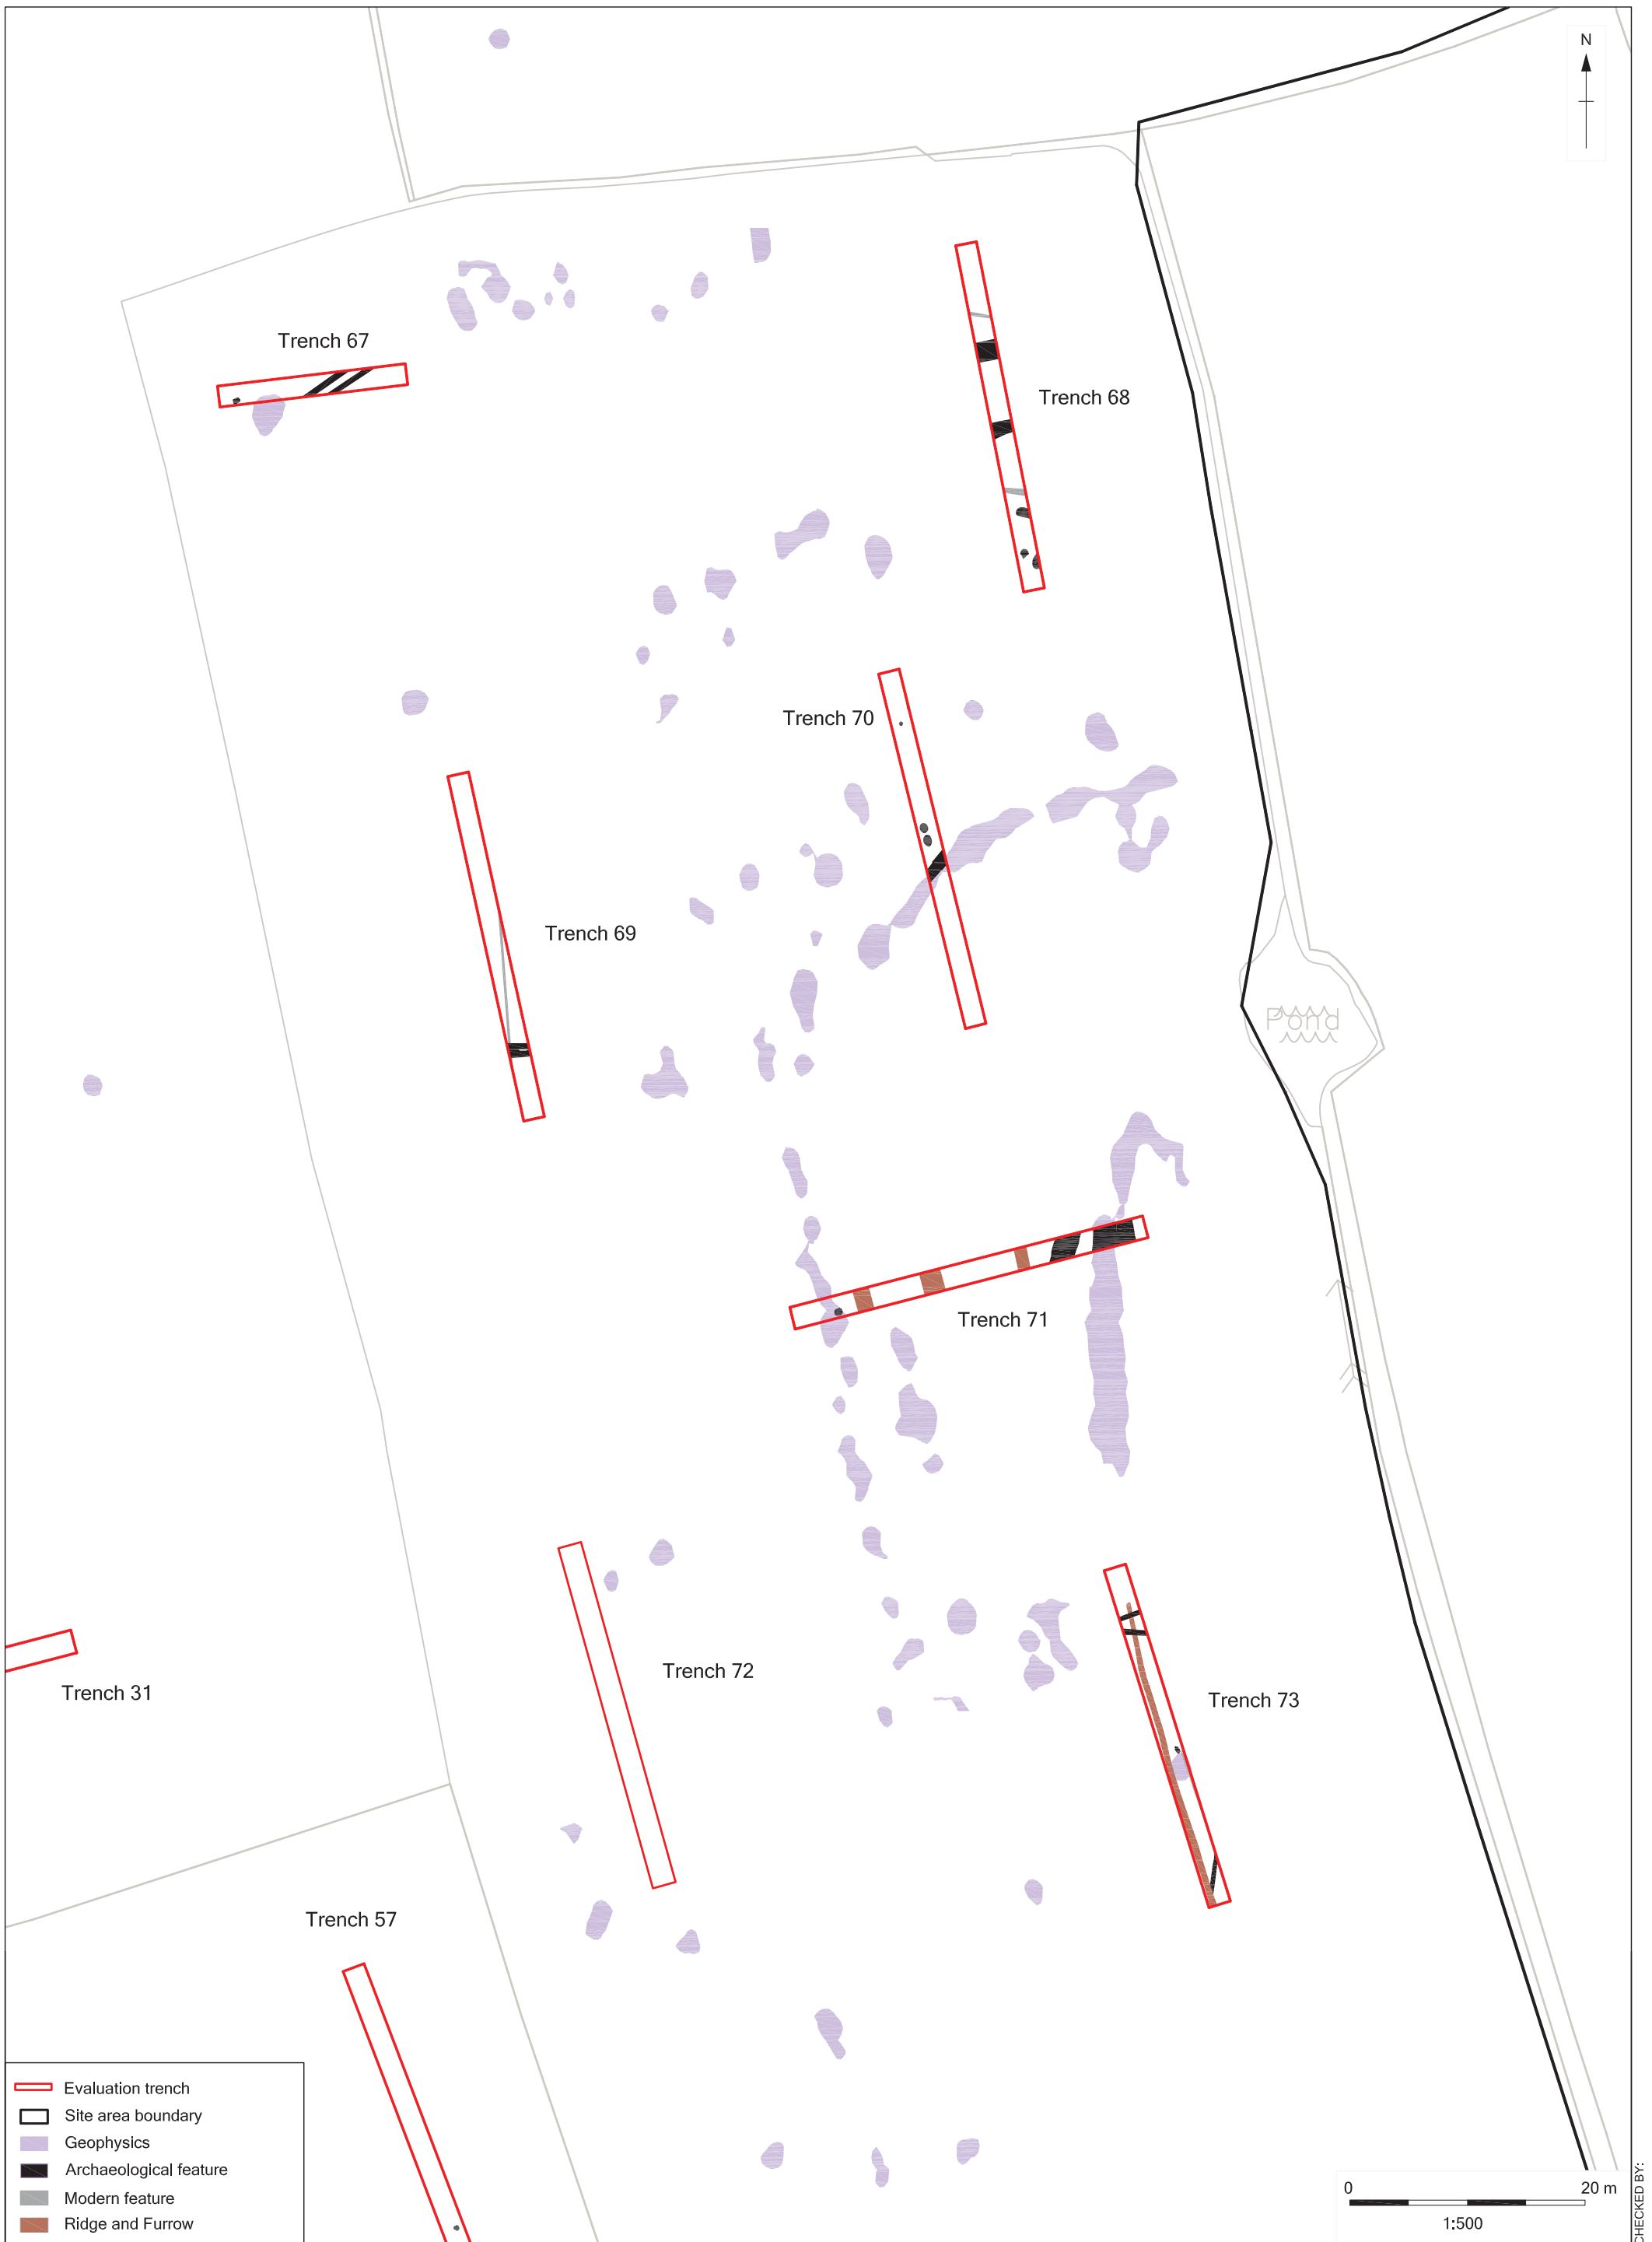 N
Trench 67
Trench 68
Trench 70
Trench 69
Pond
Trench 71
Trench 72
Trench 31
Trench 73
Trench 57
Evaluation trench
Site area boundary
Geophysics
Archaeological feature
Modern feature
Ridge and Furrow
0 20 m
1:500
CHECKED BY: